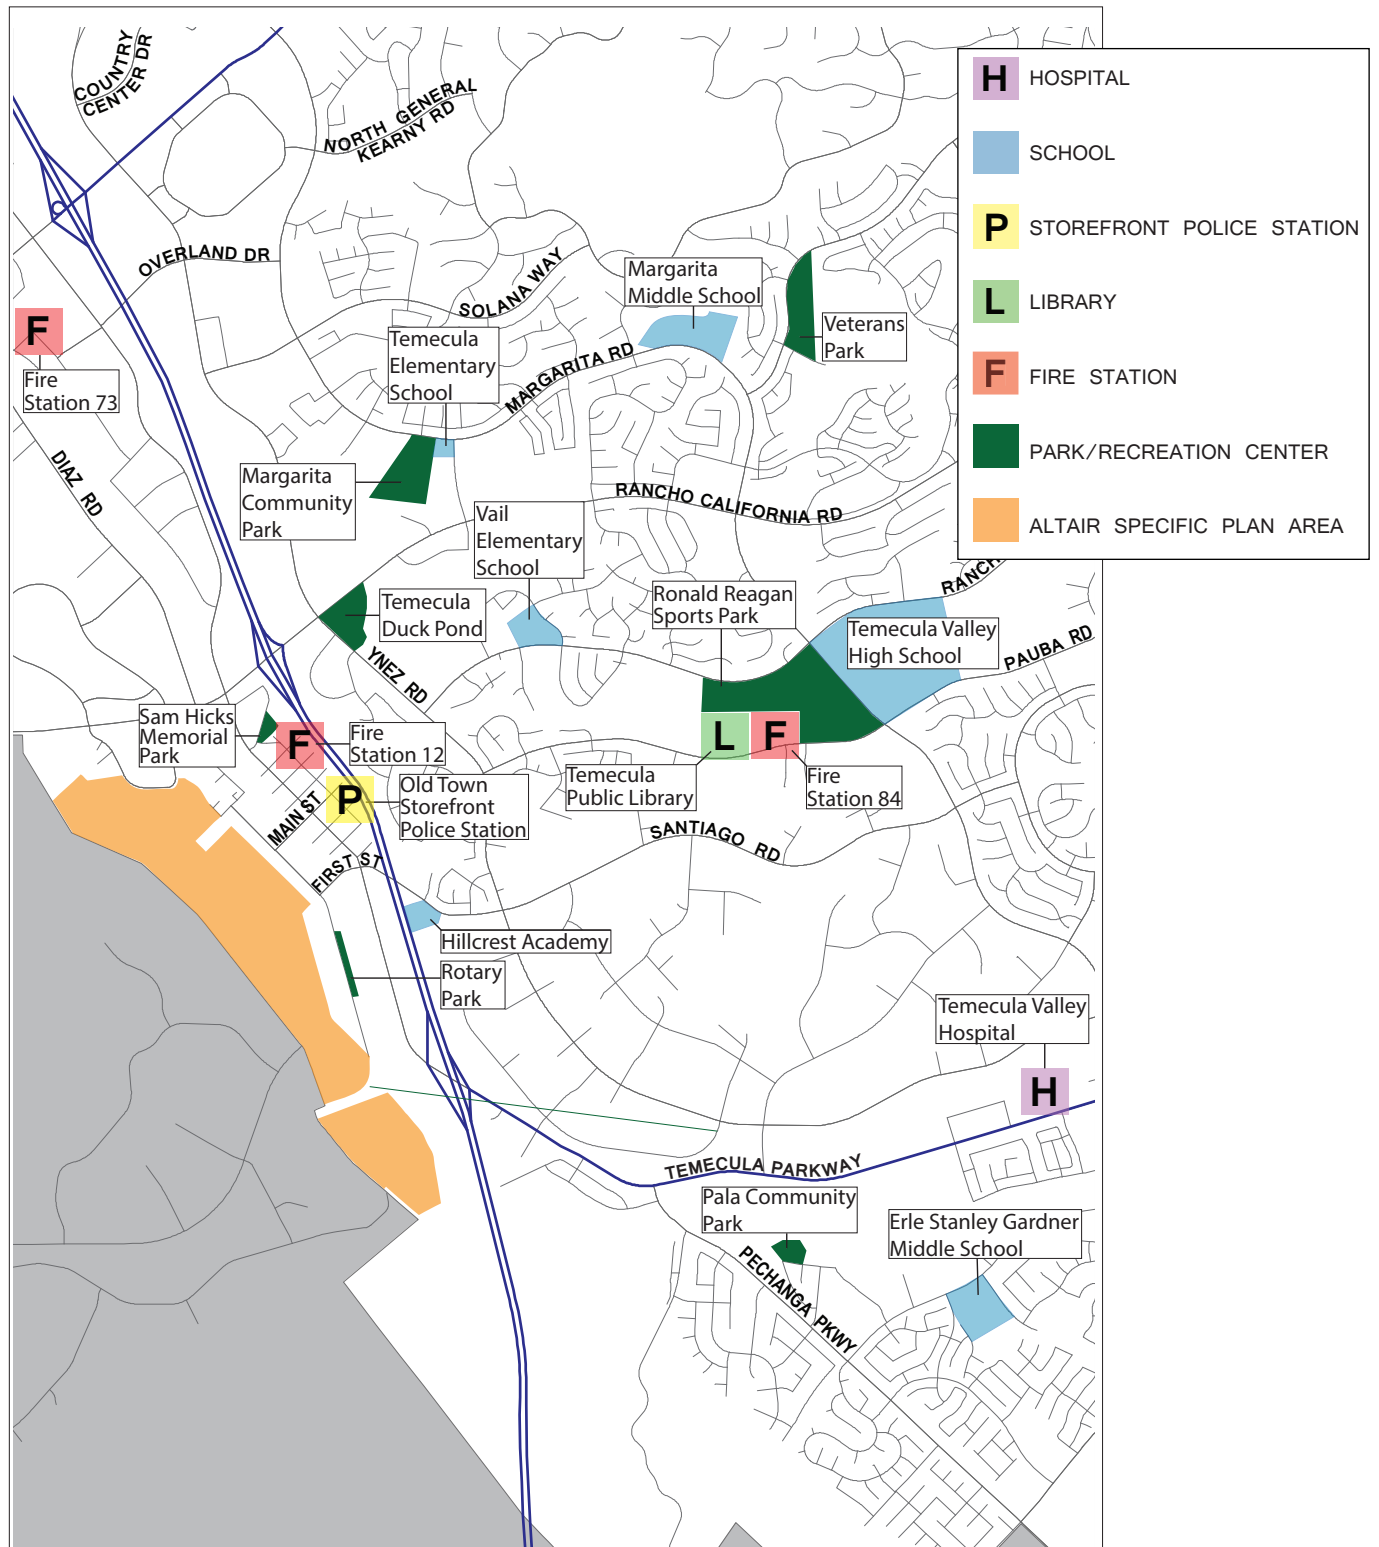 COUNTRY
CENTER DR
NORTH GENERAL
KEARNY RD
OVERLAND DR
SOLANA WAY
Margarita
Middle School
Veterans
Park
F
Fire
Station 73
Temecula
Elementary
School
MARGARITA RD
DIAZ RD
Margarita
Community
Park
RANCHO CALIFORNIA RD
Vail
Elementary
School
RANCH
Temecula
Duck Pond
Ronald Reagan
Sports Park
Temecula Valley
High School
PAUBA RD
YNEZ RD
Sam Hicks
Memorial
Park
F
Fire
Station 12
L
F
Temecula
Public Library
Fire
Station 84
P
Old Town
Storefront
Police Station
MAIN ST
SANTIAGO RD
FIRST ST
Hillcrest Academy
Rotary
Park
Temecula Valley
Hospital
H
TEMECULA PARKWAY
Pala Community
Park
Erle Stanley Gardner
Middle School
PECHANGA PKWY
H HOSPITAL
SCHOOL
P STOREFRONT POLICE STATION
L LIBRARY
F FIRE STATION
PARK/RECREATION CENTER
ALTAIR SPECIFIC PLAN AREA